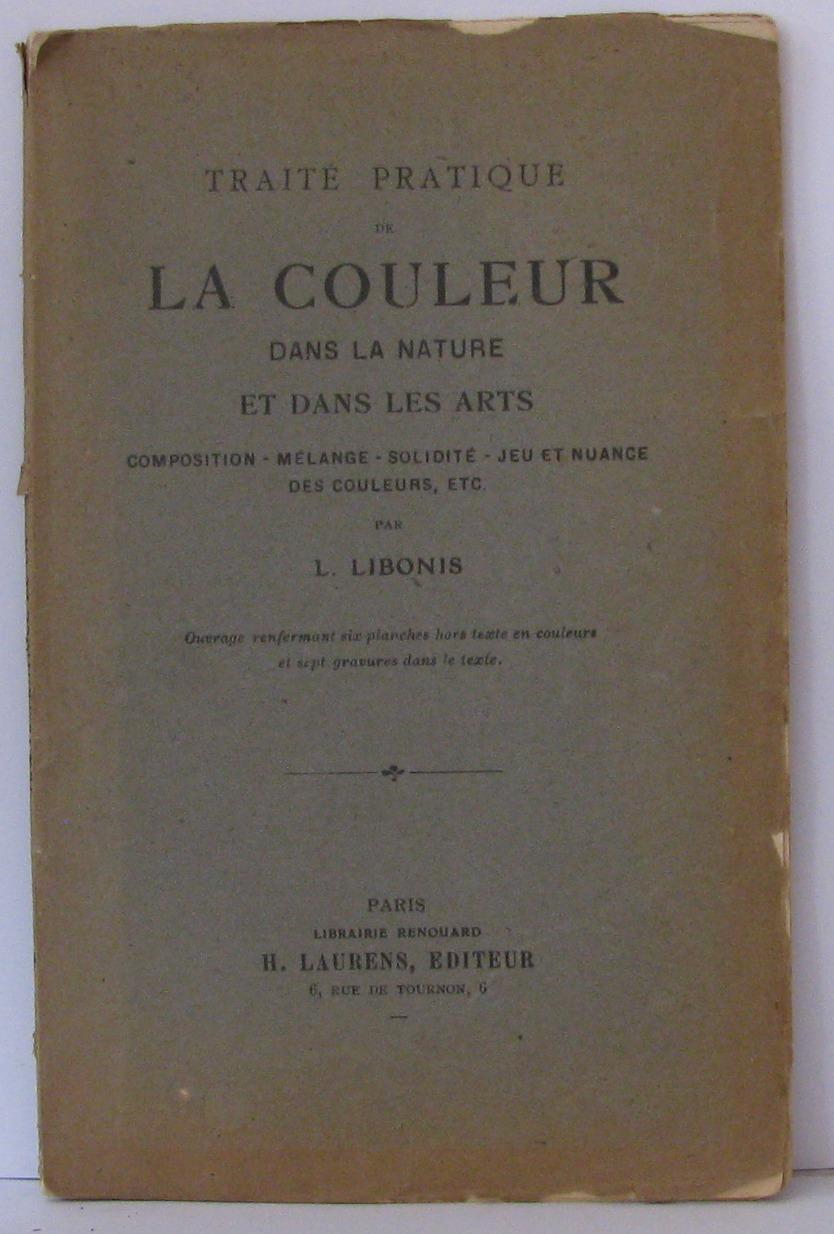 TRAITÉ PRATIQUE
DE
LA COULEUR
DANS LA NATURE
ET DANS LES ARTS
COMPOSITION - MÉLANGE - SOLIDITÉ - JEU ET NUANCE
DES COULEURS, ETC.
PAR
L. LIBONIS
Ouvrage renfermant six planches hors texte en couleurs
et sept gravures dans le texte.
PARIS
LIBRAIRIE RENOUARD
H. LAURENS, EDITEUR
6, RUE DE TOURNON, 6